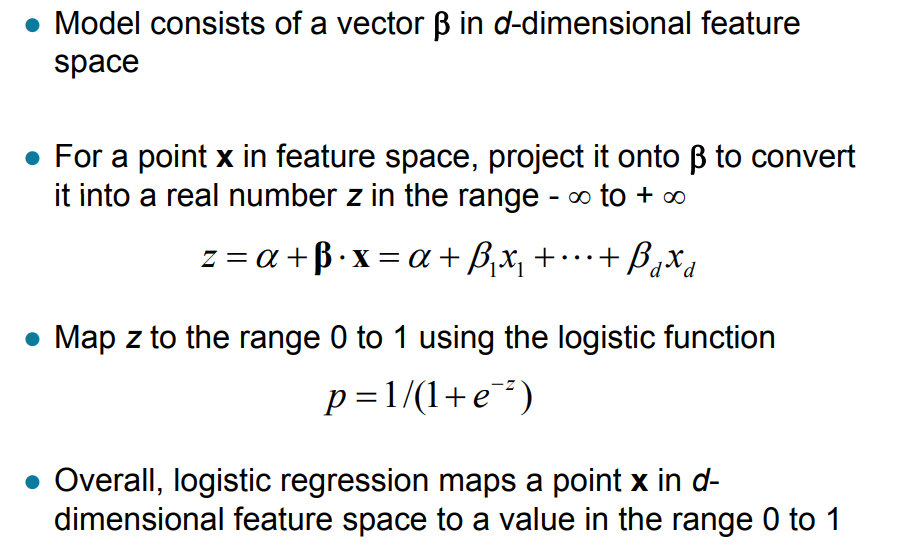 • Model consists of a vector β in d-dimensional feature
space
• For a point x in feature space, project it onto β to convert
it into a real number z in the range - ∞ to + ∞
z = α + β · x = α + β₁x₁ + ··· + β_d x_d
• Map z to the range 0 to 1 using the logistic function
p = 1/(1 + e⁻ᶻ)
• Overall, logistic regression maps a point x in d-
dimensional feature space to a value in the range 0 to 1